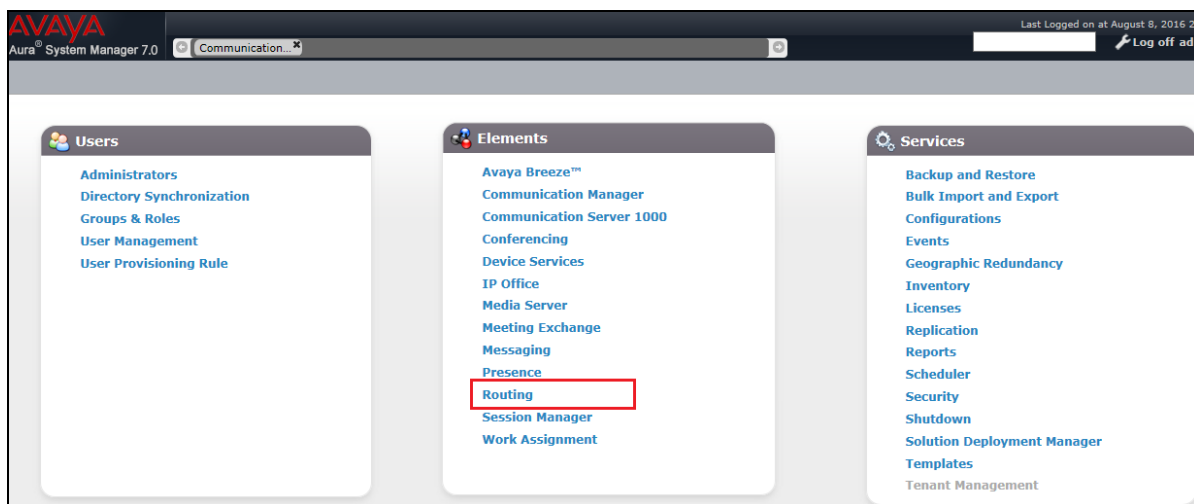 AVAYA
Last Logged on at August 8, 2016 2
Aura® System Manager 7.0
Communication...
Log off ad
Users
Administrators
Directory Synchronization
Groups & Roles
User Management
User Provisioning Rule
Elements
Avaya Breeze™
Communication Manager
Communication Server 1000
Conferencing
Device Services
IP Office
Media Server
Meeting Exchange
Messaging
Presence
Routing
Session Manager
Work Assignment
Services
Backup and Restore
Bulk Import and Export
Configurations
Events
Geographic Redundancy
Inventory
Licenses
Replication
Reports
Scheduler
Security
Shutdown
Solution Deployment Manager
Templates
Tenant Management